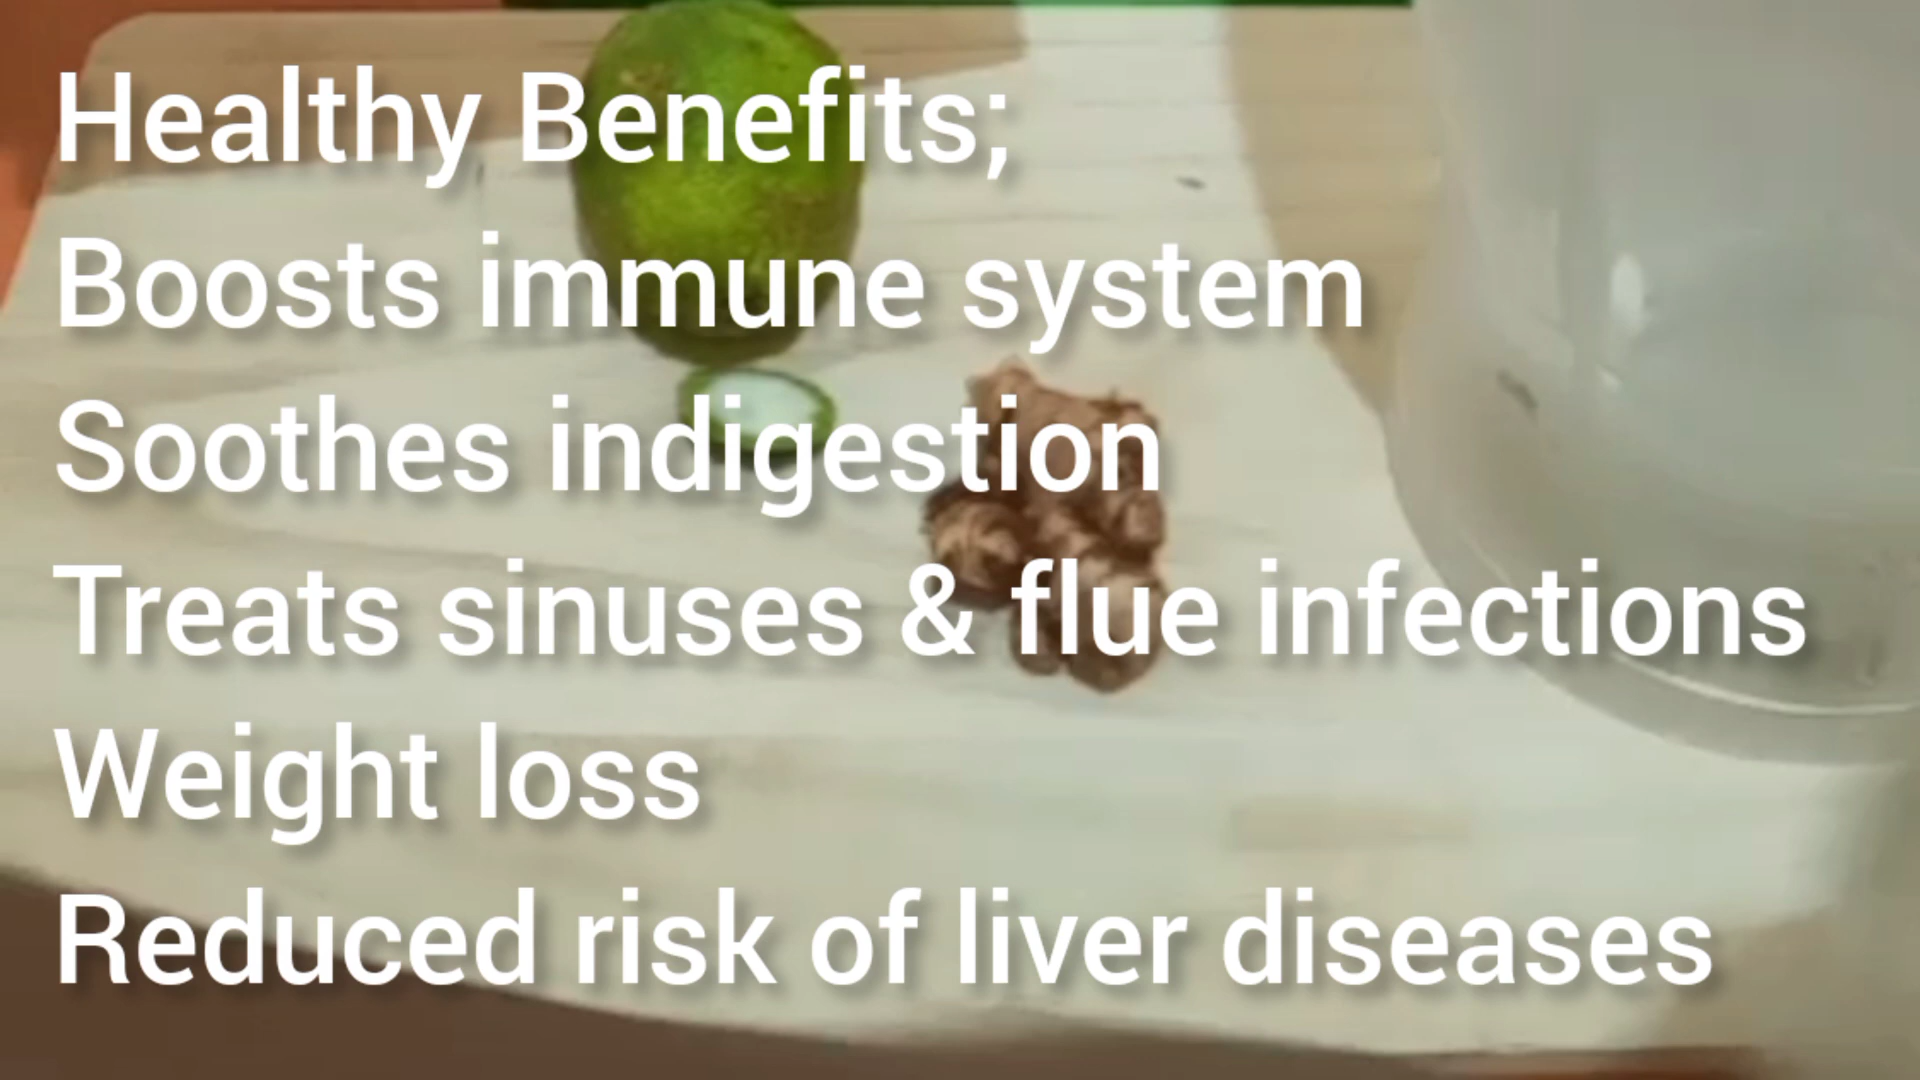 Healthy Benefits;
Boosts immune system
Soothes indigestion
Treats sinuses & flue infections
Weight loss
Reduced risk of liver diseases